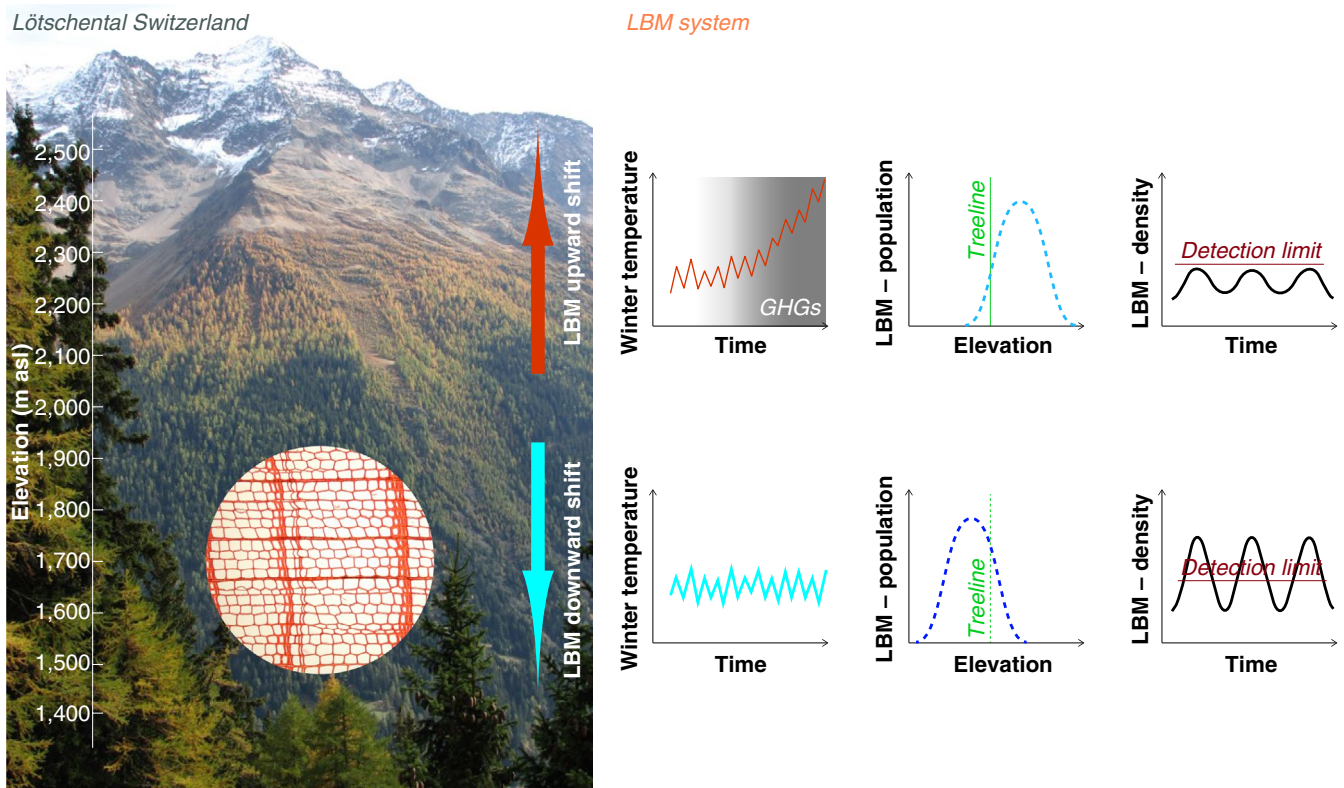 Lötschental Switzerland
LBM system
Elevation (m asl)
2,500
2,400
2,300
2,200
2,100
2,000
1,900
1,800
1,700
1,600
1,500
1,400
LBM upward shift
LBM downward shift
Winter temperature
GHGs
Time
LBM – population
Treeline
Elevation
LBM – density
Detection limit
Time
Winter temperature
Time
LBM – population
Treeline
Elevation
LBM – density
Detection limit
Time